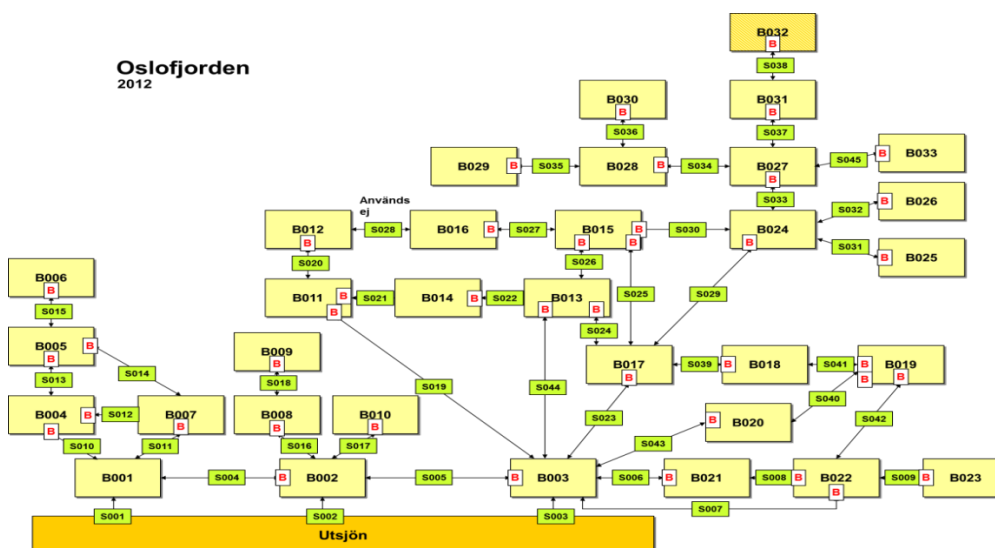 Oslofjorden
2012
B032
B
S038
B030
B
B031
B
S036
S037
B029
B
S035
B028
B
S034
B027
B
S045
B
B033
Används
ej
S033
S032
B
B026
B012
B
S028
B016
B
S027
B015
B
B
B
S030
B024
B
S031
B
B025
S020
S026
B006
B
B011
B
B
S021
B014
B
S022
B013
B
B
S025
S029
S015
S024
B005
B
B
B009
B
B017
B
S039
B
B018
S041
B
B
B019
B
S013
S014
S018
S019
S044
S040
B004
B
B
S012
B007
B
B008
B
B010
B
S023
B
B020
S042
S010
S011
S016
S017
S043
B001
S004
B
B002
S005
B
B003
S006
B
B021
S008
B
B022
B
S009
B
B023
S007
S001
S002
S003
Utsjön